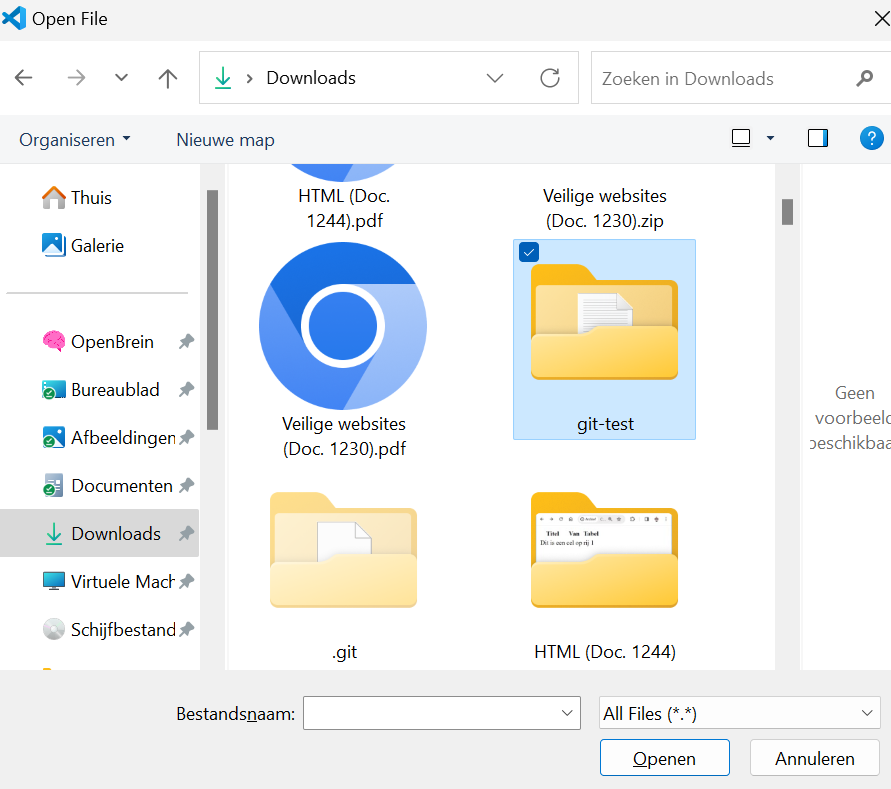 Open File
Downloads
Zoeken in Downloads
Organiseren
Nieuwe map
?
Thuis
Galerie
OpenBrein
Bureaublad
Afbeeldingen
Documenten
Downloads
Virtuele Mach
Schijfbestand
HTML (Doc.
1244).pdf
Veilige websites
(Doc. 1230).zip
Veilige websites
(Doc. 1230).pdf
git-test
.git
Titel Van Tabel
Dit is een cel op rij 1
HTML (Doc. 1244)
Geen
voorbeeld
beschikbaa
Bestandsnaam:
All Files (*.*)
Openen
Annuleren